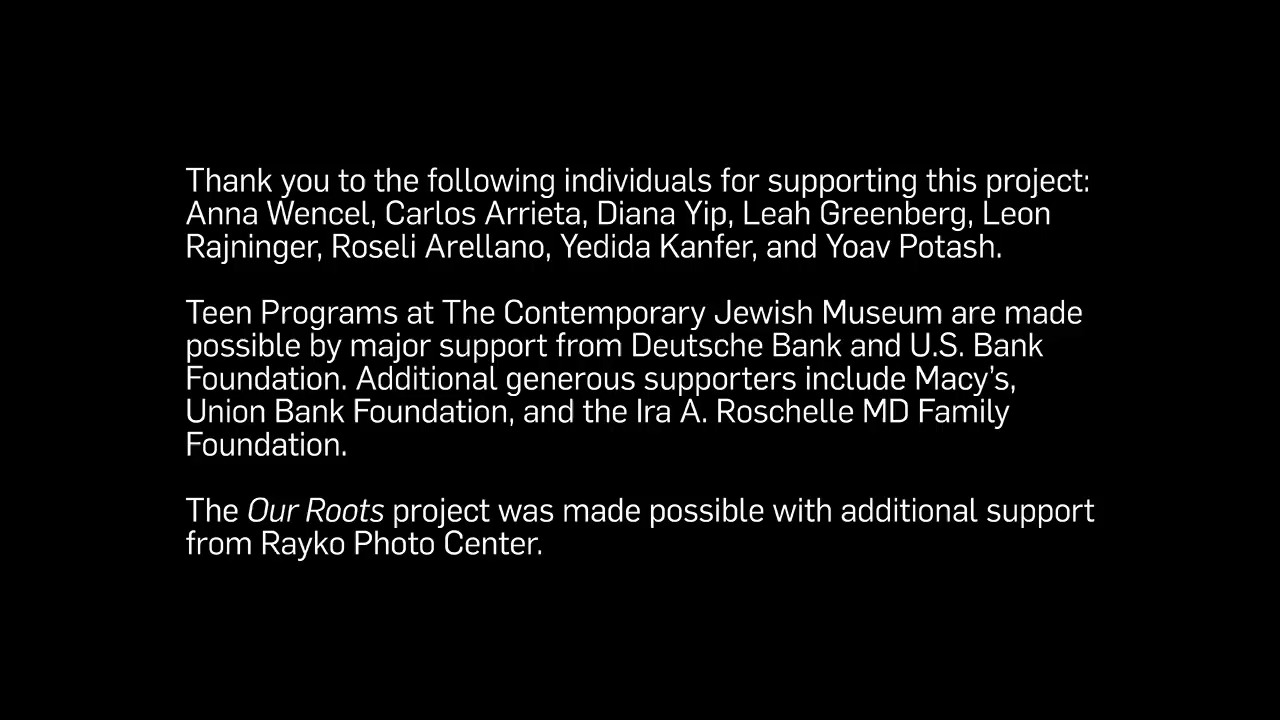 Thank you to the following individuals for supporting this project:
Anna Wencel, Carlos Arrieta, Diana Yip, Leah Greenberg, Leon
Rajninger, Roseli Arellano, Yedida Kanfer, and Yoav Potash.
Teen Programs at The Contemporary Jewish Museum are made
possible by major support from Deutsche Bank and U.S. Bank
Foundation. Additional generous supporters include Macy’s,
Union Bank Foundation, and the Ira A. Roschelle MD Family
Foundation.
The Our Roots project was made possible with additional support
from Rayko Photo Center.